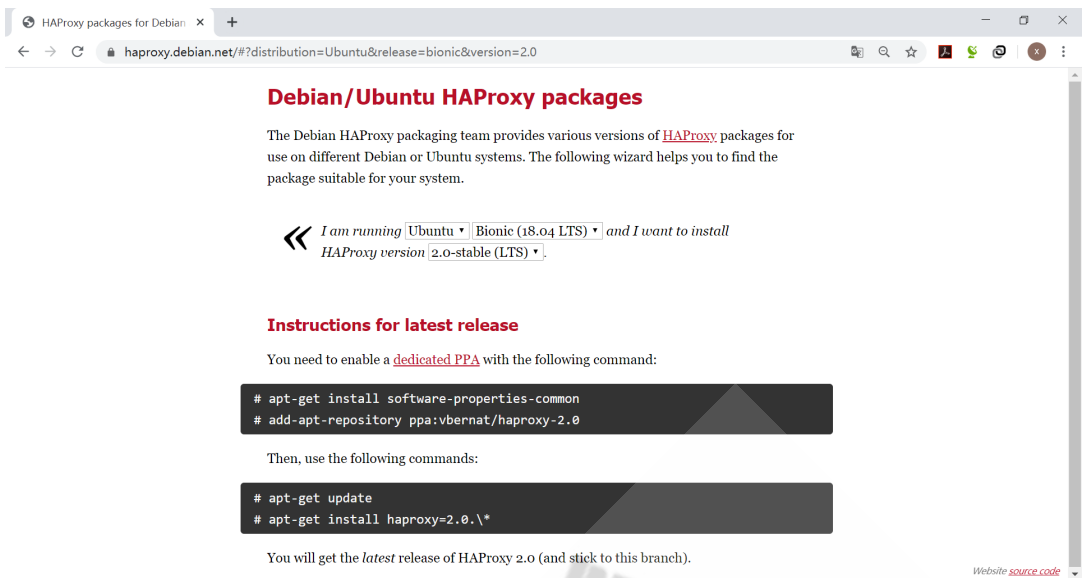 HAProxy packages for Debian
haproxy.debian.net/#?distribution=Ubuntu&release=bionic&version=2.0
x
Debian/Ubuntu HAProxy packages
The Debian HAProxy packaging team provides various versions of HAProxy packages for
use on different Debian or Ubuntu systems. The following wizard helps you to find the
package suitable for your system.
« I am running Ubuntu Bionic (18.04 LTS) and I want to install
HAProxy version 2.0-stable (LTS).
Instructions for latest release
You need to enable a dedicated PPA with the following command:
# apt-get install software-properties-common
# add-apt-repository ppa:vbernat/haproxy-2.0
Then, use the following commands:
# apt-get update
# apt-get install haproxy=2.0.\*
You will get the latest release of HAProxy 2.0 (and stick to this branch).
Website source code